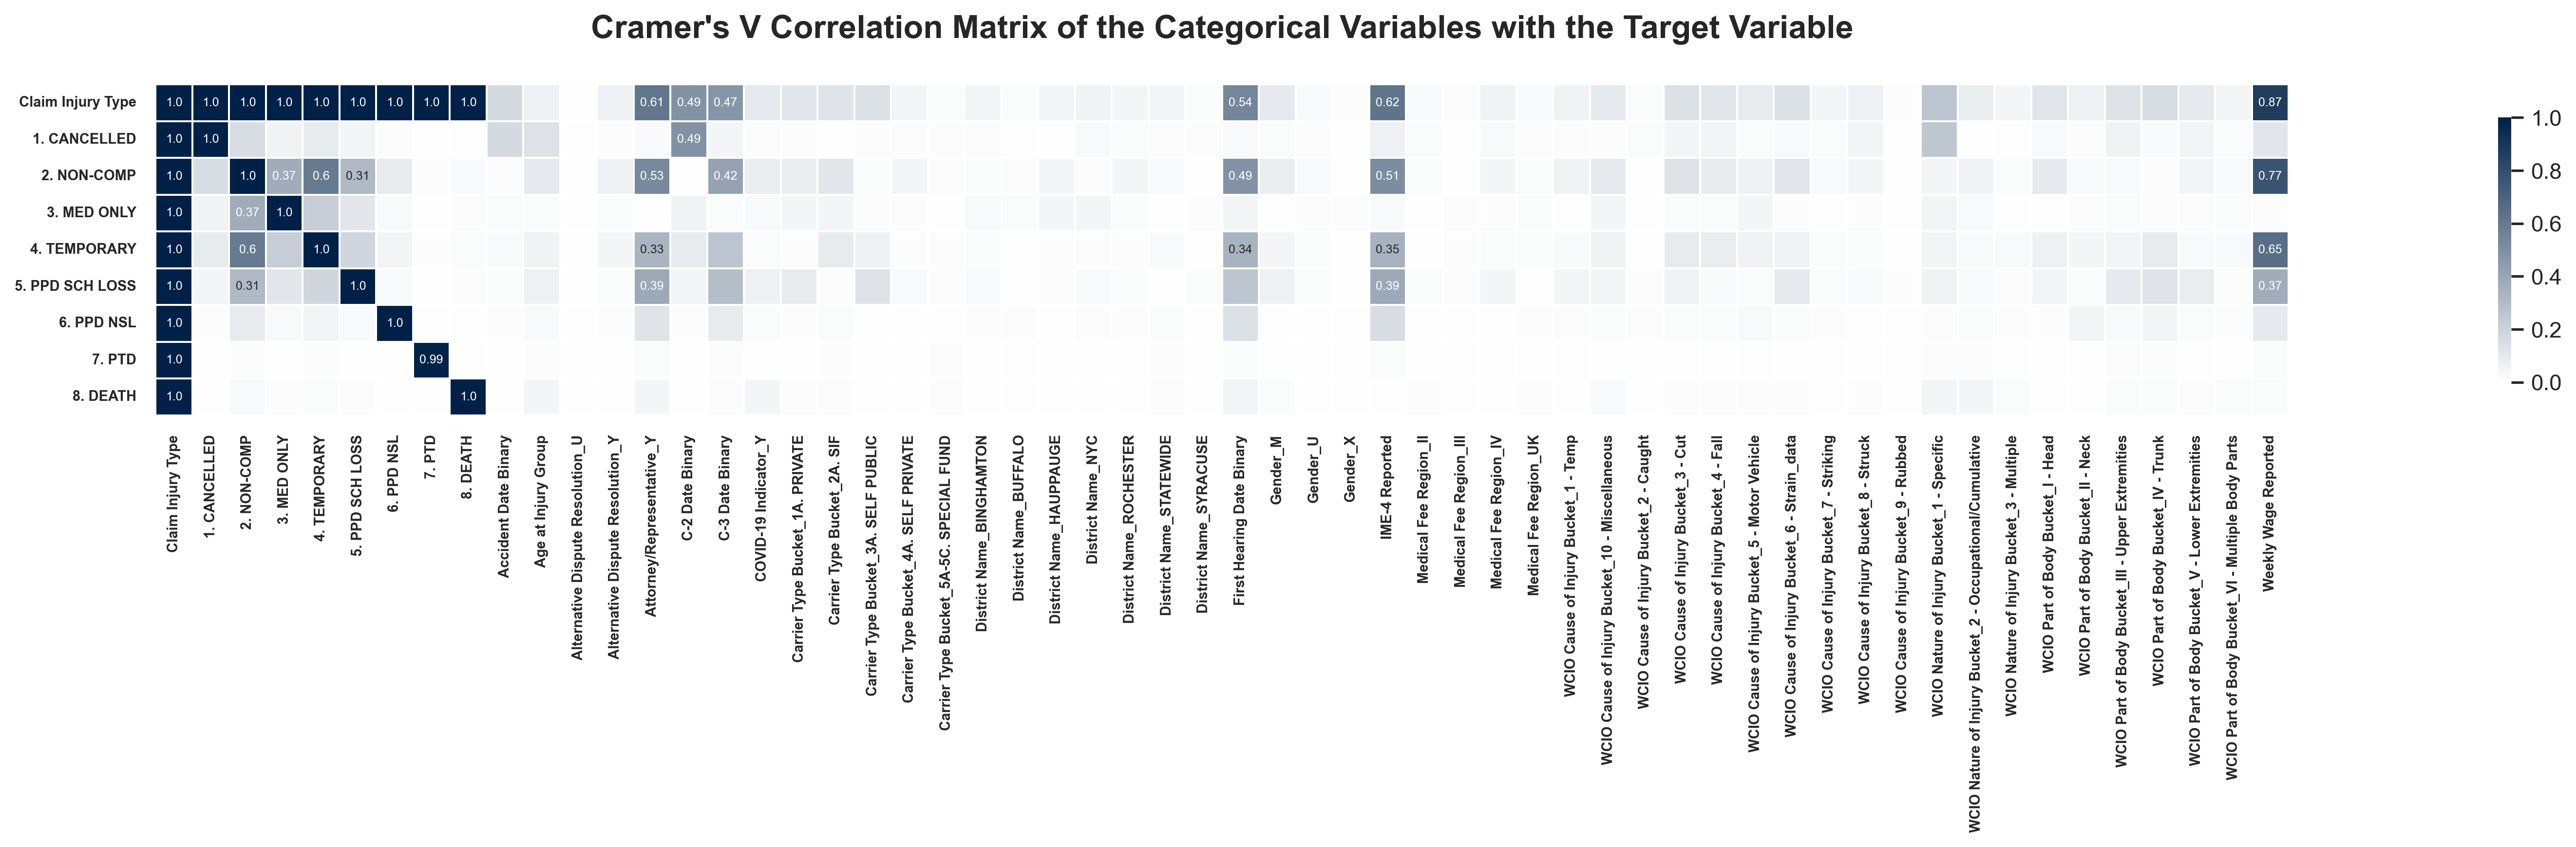 Cramer's V Correlation Matrix of the Categorical Variables with the Target Variable
Claim Injury Type 1.0 1.0 1.0 1.0 1.0 1.0 1.0 1.0 1.0 0.61 0.49 0.47 0.54 0.62 0.87
1. CANCELLED 1.0 1.0 0.49
2. NON-COMP 1.0 1.0 0.37 0.6 0.31 0.53 0.42 0.49 0.51 0.77
3. MED ONLY 1.0 0.37 1.0
4. TEMPORARY 1.0 0.6 1.0 0.33 0.34 0.35 0.65
5. PPD SCH LOSS 1.0 0.31 1.0 0.39 0.39 0.37
6. PPD NSL 1.0 1.0
7. PTD 1.0 0.99
8. DEATH 1.0 1.0
1.0
0.8
0.6
0.4
0.2
0.0
Claim Injury Type
1. CANCELLED
2. NON-COMP
3. MED ONLY
4. TEMPORARY
5. PPD SCH LOSS
6. PPD NSL
7. PTD
8. DEATH
Accident Date Binary
Age at Injury Group
Alternative Dispute Resolution_U
Alternative Dispute Resolution_Y
Attorney/Representative_Y
C-2 Date Binary
C-3 Date Binary
COVID-19 Indicator_Y
Carrier Type Bucket_1A. PRIVATE
Carrier Type Bucket_2A. SIF
Carrier Type Bucket_3A. SELF PUBLIC
Carrier Type Bucket_4A. SELF PRIVATE
Carrier Type Bucket_5A-5C. SPECIAL FUND
District Name_BINGHAMTON
District Name_BUFFALO
District Name_HAUPPAUGE
District Name_NYC
District Name_ROCHESTER
District Name_STATEWIDE
District Name_SYRACUSE
First Hearing Date Binary
Gender_M
Gender_U
Gender_X
IME-4 Reported
Medical Fee Region_II
Medical Fee Region_III
Medical Fee Region_IV
Medical Fee Region_UK
WCIO Cause of Injury Bucket_1 - Temp
WCIO Cause of Injury Bucket_10 - Miscellaneous
WCIO Cause of Injury Bucket_2 - Caught
WCIO Cause of Injury Bucket_3 - Cut
WCIO Cause of Injury Bucket_4 - Fall
WCIO Cause of Injury Bucket_5 - Motor Vehicle
WCIO Cause of Injury Bucket_6 - Strain_data
WCIO Cause of Injury Bucket_7 - Striking
WCIO Cause of Injury Bucket_8 - Struck
WCIO Cause of Injury Bucket_9 - Rubbed
WCIO Nature of Injury Bucket_1 - Specific
WCIO Nature of Injury Bucket_2 - Occupational/Cumulative
WCIO Nature of Injury Bucket_3 - Multiple
WCIO Part of Body Bucket_I - Head
WCIO Part of Body Bucket_II - Neck
WCIO Part of Body Bucket_III - Upper Extremities
WCIO Part of Body Bucket_IV - Trunk
WCIO Part of Body Bucket_V - Lower Extremities
WCIO Part of Body Bucket_VI - Multiple Body Parts
Weekly Wage Reported